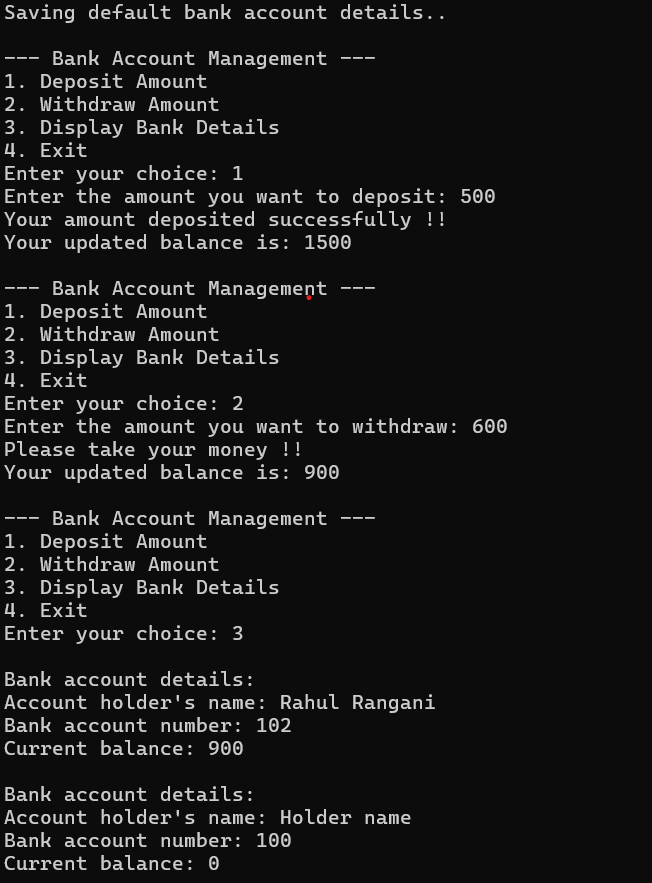 Saving default bank account details..
--- Bank Account Management ---
1. Deposit Amount
2. Withdraw Amount
3. Display Bank Details
4. Exit
Enter your choice: 1
Enter the amount you want to deposit: 500
Your amount deposited successfully !!
Your updated balance is: 1500
--- Bank Account Management ---
1. Deposit Amount
2. Withdraw Amount
3. Display Bank Details
4. Exit
Enter your choice: 2
Enter the amount you want to withdraw: 600
Please take your money !!
Your updated balance is: 900
--- Bank Account Management ---
1. Deposit Amount
2. Withdraw Amount
3. Display Bank Details
4. Exit
Enter your choice: 3
Bank account details:
Account holder's name: Rahul Rangani
Bank account number: 102
Current balance: 900
Bank account details:
Account holder's name: Holder name
Bank account number: 100
Current balance: 0